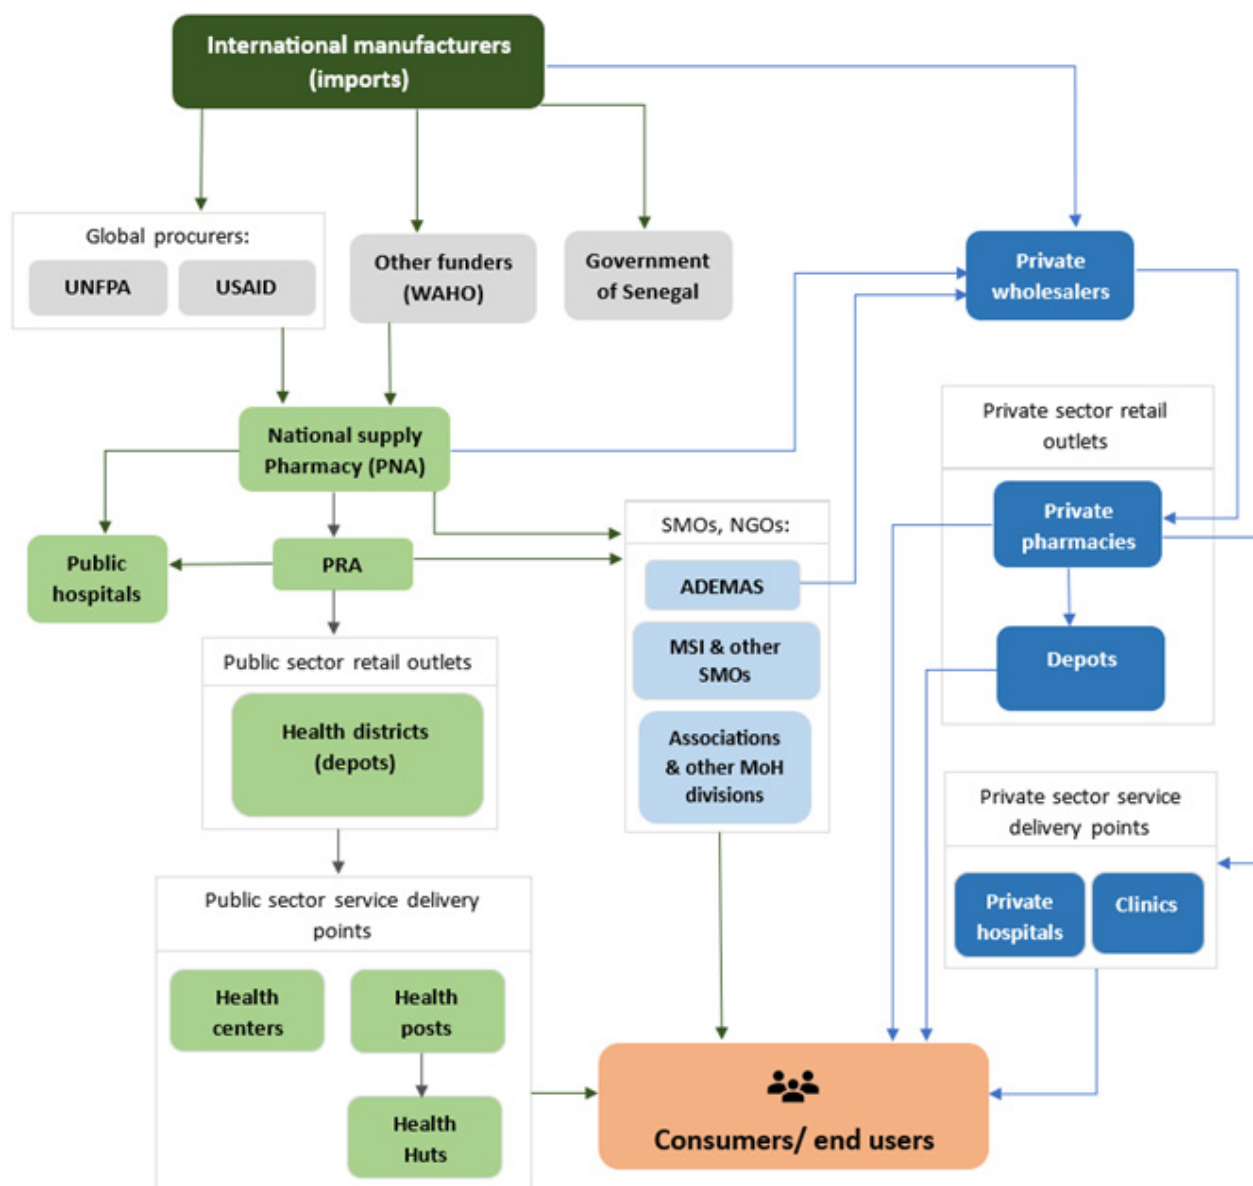 International manufacturers
(imports)
Global procurers:
UNFPA
USAID
Other funders
(WAHO)
Government
of Senegal
Private
wholesalers
National supply
Pharmacy (PNA)
Private sector retail
outlets
Private
pharmacies
Depots
Public
hospitals
PRA
SMOs, NGOs:
ADEMAS
MSI & other
SMOs
Associations
& other MoH
divisions
Public sector retail outlets
Health districts
(depots)
Private sector service
delivery points
Private
hospitals
Clinics
Public sector service delivery
points
Health
centers
Health
posts
Health
Huts
Consumers/ end users